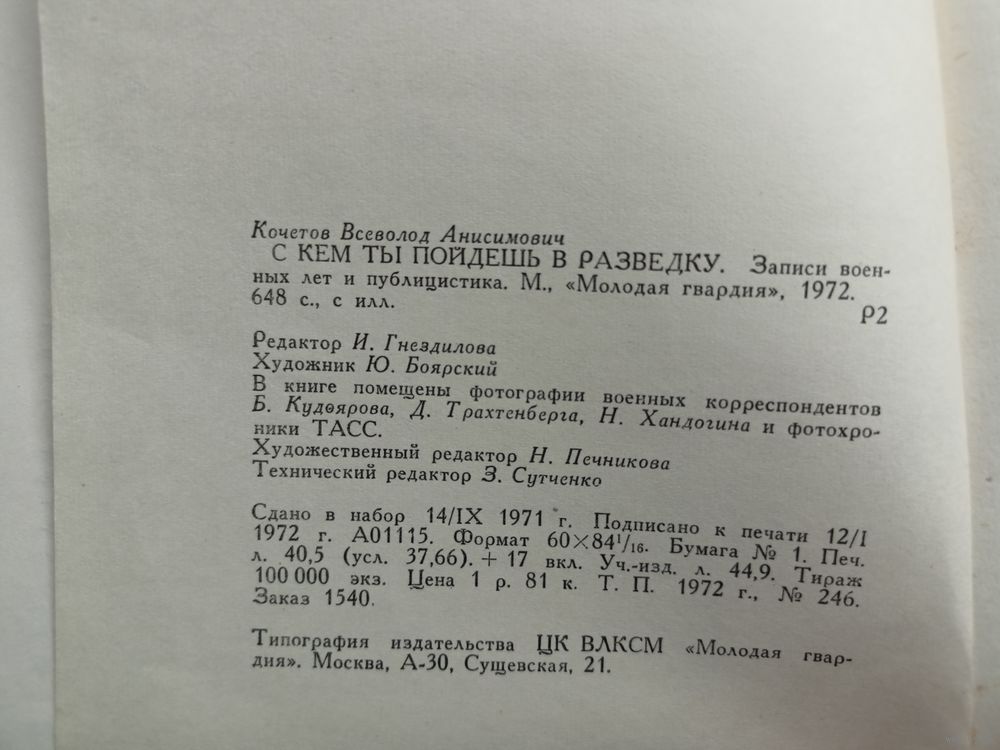 Кочетов Всеволод Анисимович
С КЕМ ТЫ ПОЙДЕШЬ В РАЗВЕДКУ. Записи воен-
ных лет и публицистика. М., «Молодая гвардия», 1972.
648 с., с илл.
Р2
Редактор И. Гнездилова
Художник Ю. Боярский
В книге помещены фотографии военных корреспондентов
Б. Кудоярова, Д. Трахтенберга, Н. Хандогина и фотохро-
ники ТАСС.
Художественный редактор Н. Печникова
Технический редактор З. Сутченко
Сдано в набор 14/IX 1971 г. Подписано к печати 12/I
1972 г. А01115. Формат 60×84¹/₁₆. Бумага № 1. Печ.
л. 40,5 (усл. 37,66). + 17 вкл. Уч.-изд. л. 44,9. Тираж
100 000 экз. Цена 1 р. 81 к. Т. П. 1972 г., № 246.
Заказ 1540.
Типография издательства ЦК ВЛКСМ «Молодая гвар-
дия». Москва, А-30, Сущевская, 21.